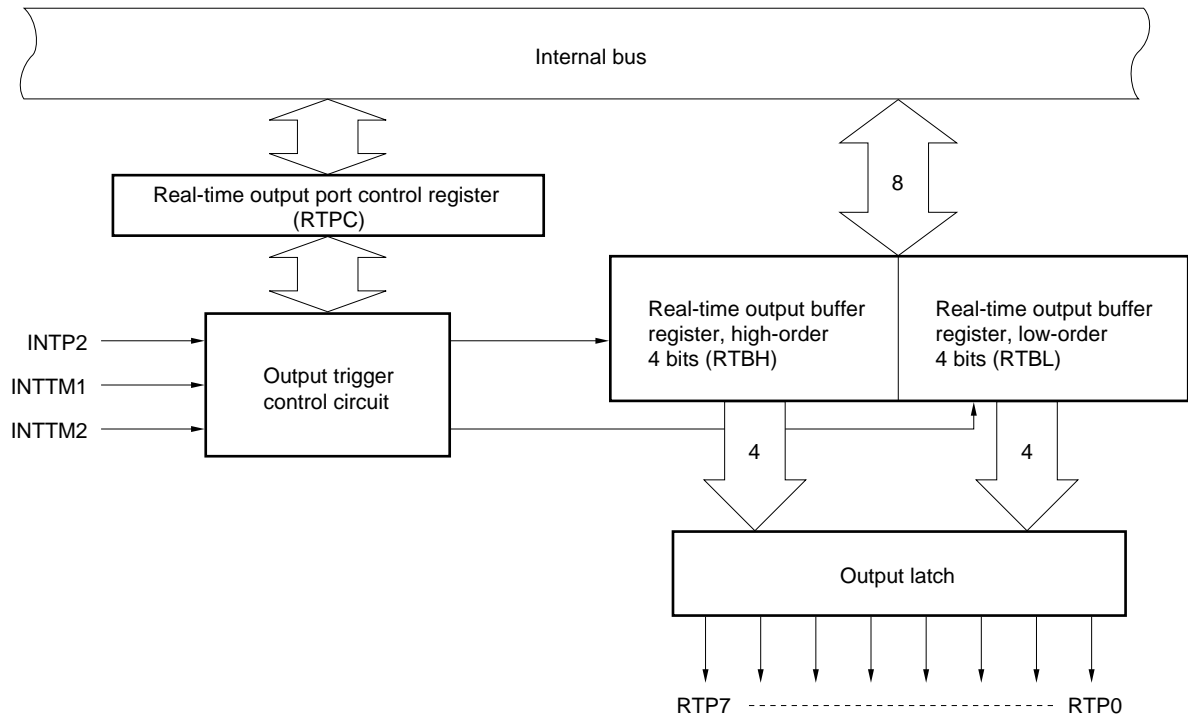 Internal bus
Real-time output port control register
(RTPC)
8
Real-time output buffer
register, high-order
4 bits (RTBH)
Real-time output buffer
register, low-order
4 bits (RTBL)
INTP2
INTTM1
INTTM2
Output trigger
control circuit
4
4
Output latch
RTP7
RTP0